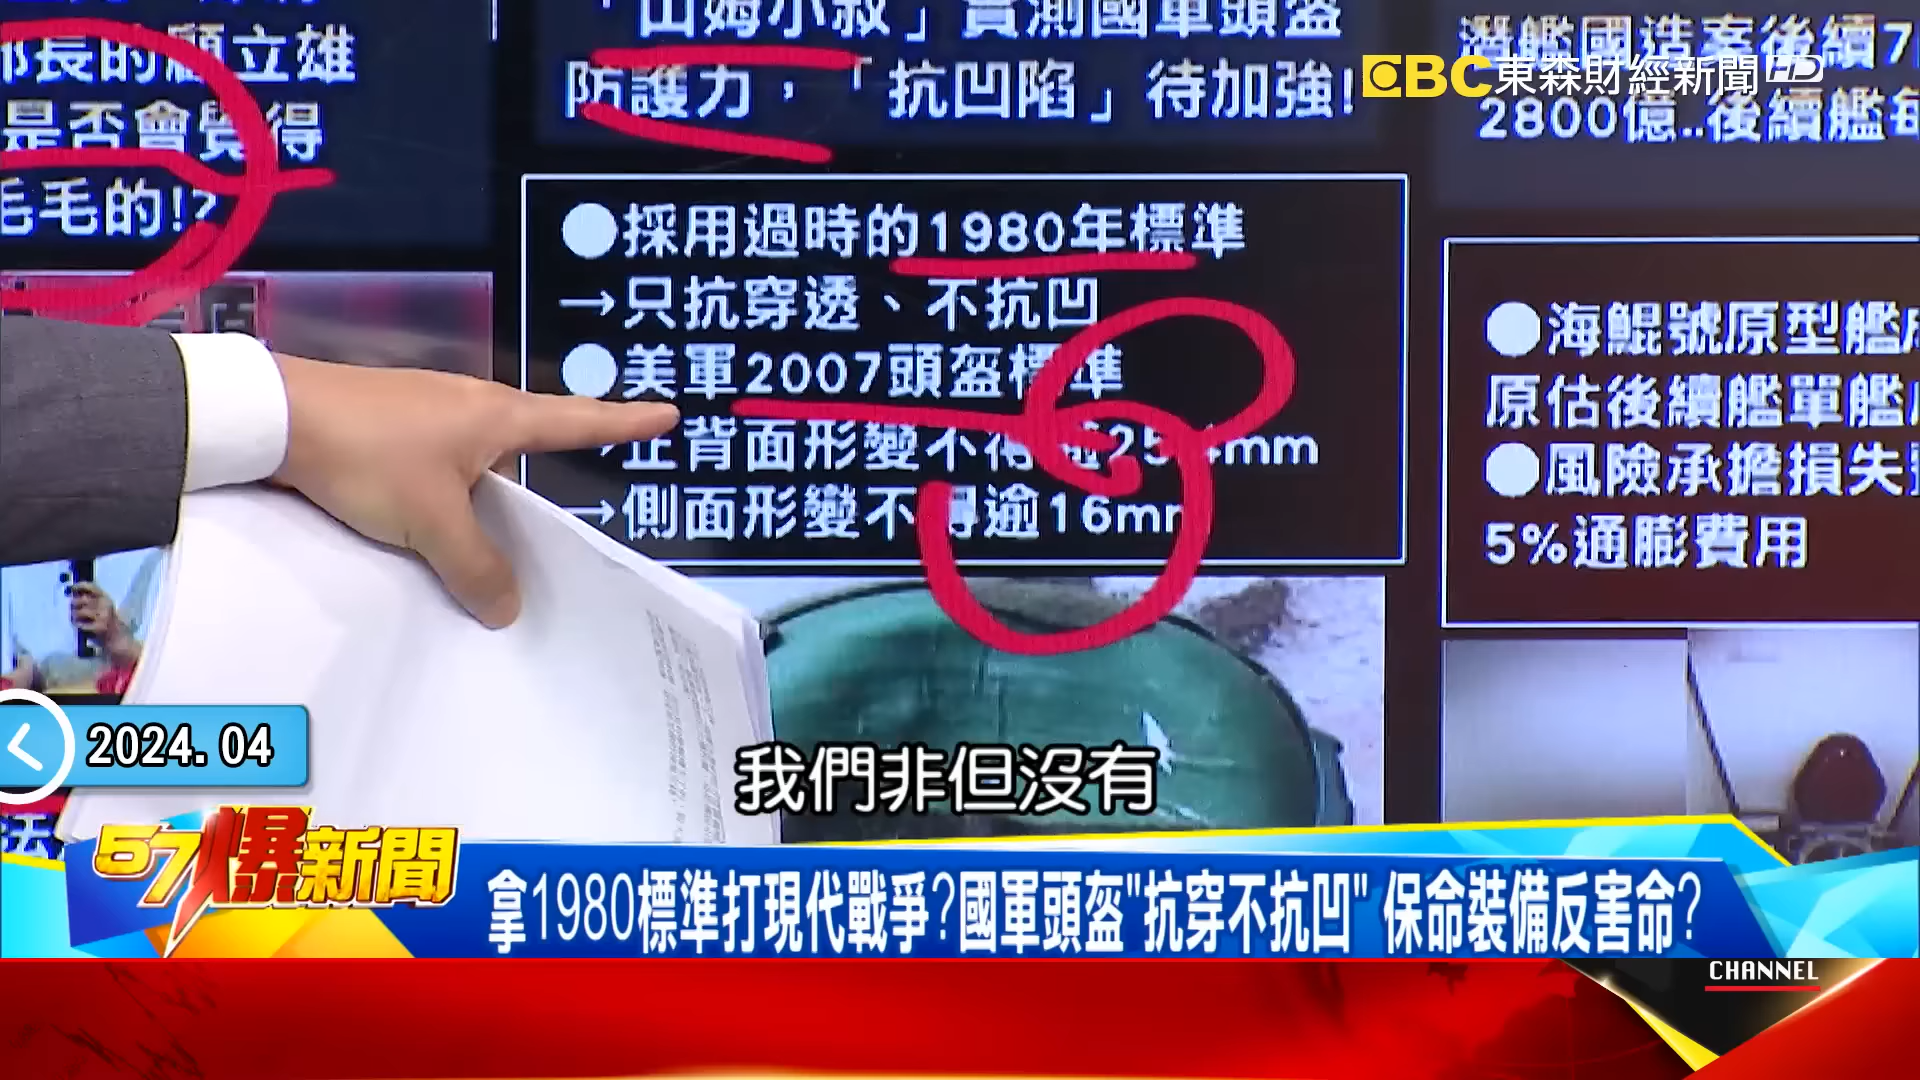 部長的顧立雄
是否會覺得
毛毛的!?
「山姆小叔」實測國軍頭盔
防護力,「抗凹陷」待加強!
EBC東森財經新聞HD
潛艦國造案後續7
2800億..後續艦每
●採用過時的1980年標準
→只抗穿透、不抗凹
●美軍2007頭盔標準
→正背面形變不得逾25.4mm
→側面形變不得逾16mm
●海鯤號原型艦
原估後續艦單艦
●風險承擔損失
5%通膨費用
2024.04
我們非但沒有
法
57爆新聞
拿1980標準打現代戰爭?國軍頭盔"抗穿不抗凹" 保命裝備反害命?
CHANNEL